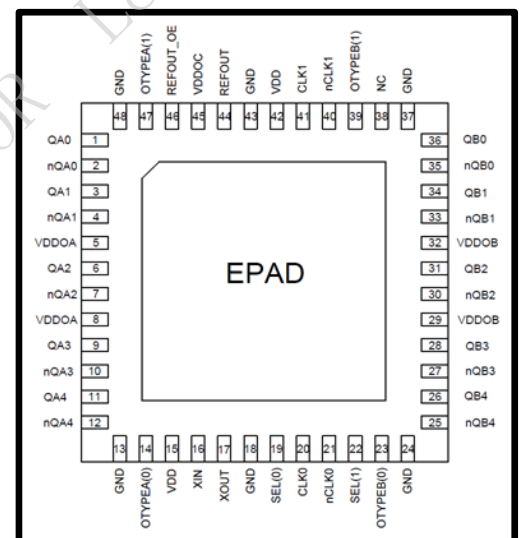 GND
OTYPEA(1)
REFOUT_OE
VDDOC
REFOUT
GND
VDD
CLK1
nCLK1
OTYPEB(1)
NC
GND
48 47 46 45 44 43 42 41 40 39 38 37
QA0 1 36 QB0
nQA0 2 35 nQB0
QA1 3 34 QB1
nQA1 4 33 nQB1
VDDOA 5 32 VDDOB
QA2 6 31 QB2
nQA2 7 30 nQB2
VDDOA 8 29 VDDOB
QA3 9 28 QB3
nQA3 10 27 nQB3
QA4 11 26 QB4
nQA4 12 25 nQB4
EPAD
13 14 15 16 17 18 19 20 21 22 23 24
GND
OTYPEA(0)
VDD
XIN
XOUT
GND
SEL(0)
CLK0
nCLK0
SEL(1)
OTYPEB(0)
GND